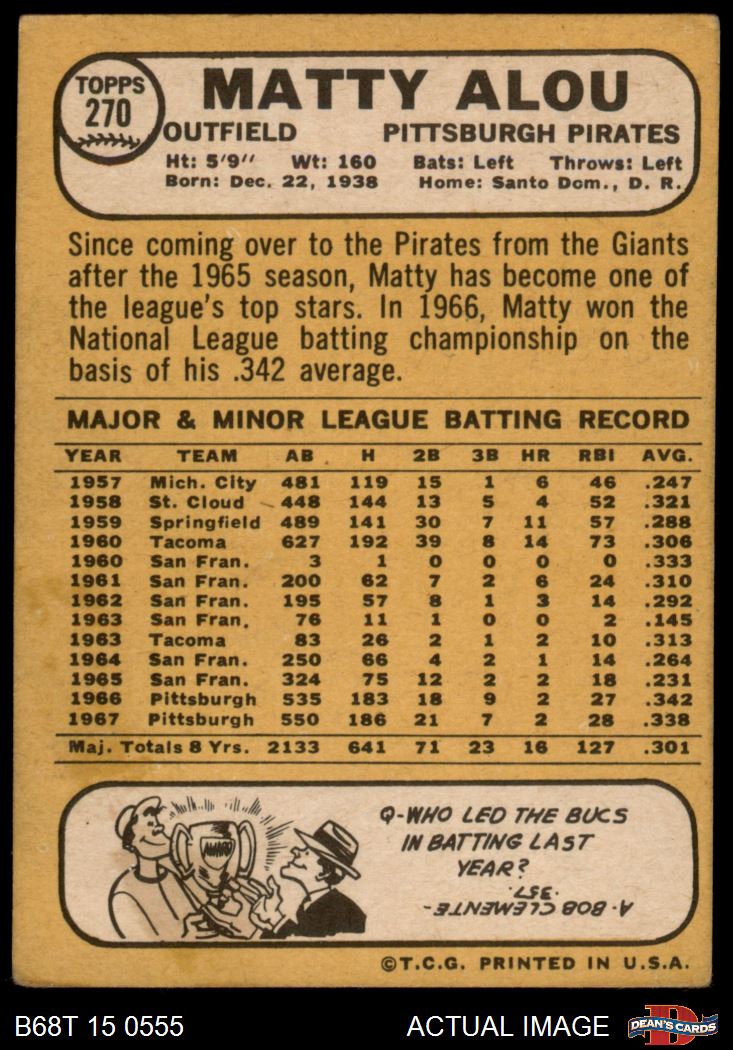 TOPPS
270
MATTY ALOU
OUTFIELD PITTSBURGH PIRATES
Ht: 5'9" Wt: 160 Bats: Left Throws: Left
Born: Dec. 22, 1938 Home: Santo Dom., D. R.
Since coming over to the Pirates from the Giants
after the 1965 season, Matty has become one of
the league's top stars. In 1966, Matty won the
National League batting championship on the
basis of his .342 average.
MAJOR & MINOR LEAGUE BATTING RECORD
YEAR TEAM AB H 2B 3B HR RBI AVG.
1957 Mich. City 481 119 15 1 6 46 .247
1958 St. Cloud 448 144 13 5 4 52 .321
1959 Springfield 489 141 30 7 11 57 .288
1960 Tacoma 627 192 39 8 14 73 .306
1960 San Fran. 3 1 0 0 0 0 .333
1961 San Fran. 200 62 7 2 6 24 .310
1962 San Fran. 195 57 8 1 3 14 .292
1963 San Fran. 76 11 1 0 0 2 .145
1963 Tacoma 83 26 2 1 2 10 .313
1964 San Fran. 250 66 4 2 1 14 .264
1965 San Fran. 324 75 12 2 2 18 .231
1966 Pittsburgh 535 183 18 9 2 27 .342
1967 Pittsburgh 550 186 21 7 2 28 .338
Maj. Totals 8 Yrs. 2133 641 71 23 16 127 .301
Q-WHO LED THE BUCS
IN BATTING LAST
YEAR?
A-BOB CLEMENTE-
.357.
©T.C.G. PRINTED IN U.S.A.
B68T 15 0555 ACTUAL IMAGE DEAN'S CARDS